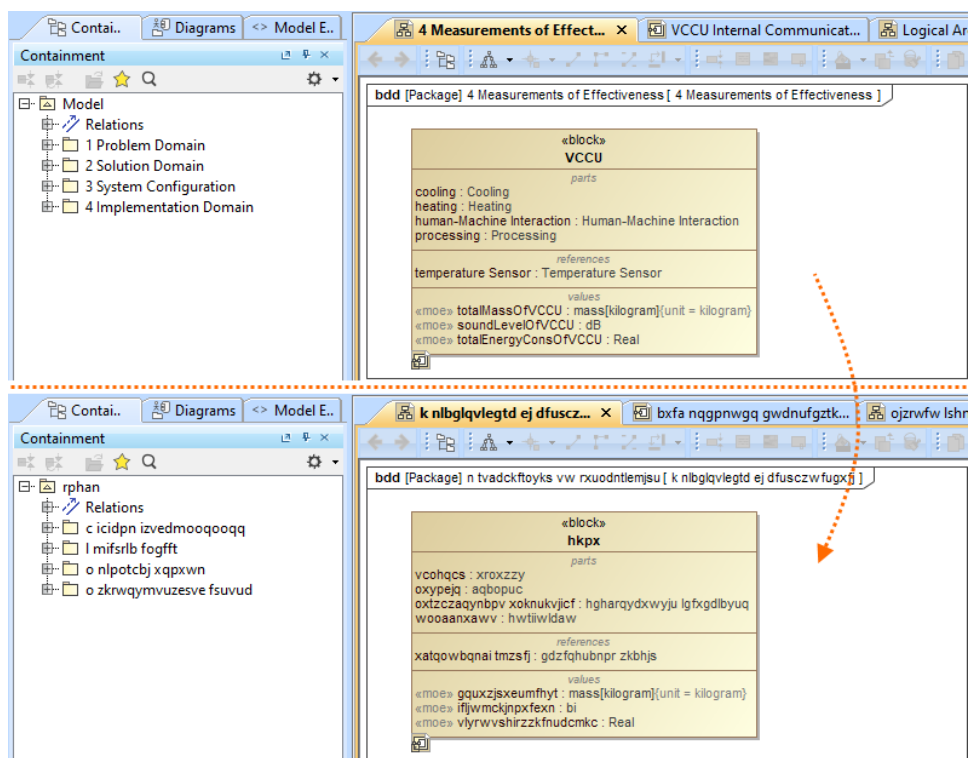 Contai.. Diagrams <> Model E..
4 Measurements of Effect... VCCU Internal Communicat... Logical Ar
Containment
Model
Relations
1 Problem Domain
2 Solution Domain
3 System Configuration
4 Implementation Domain
bdd [Package] 4 Measurements of Effectiveness [ 4 Measurements of Effectiveness ]
«block»
VCCU
parts
cooling : Cooling
heating : Heating
human-Machine Interaction : Human-Machine Interaction
processing : Processing
references
temperature Sensor : Temperature Sensor
values
«moe» totalMassOfVCCU : mass[kilogram]{unit = kilogram}
«moe» soundLevelOfVCCU : dB
«moe» totalEnergyConsOfVCCU : Real
Contai.. Diagrams <> Model E..
k nlbglqvlegtd ej dfuscz... bxfa nqgpnwgq gwdnufgztk... ojzrwfw lshr
Containment
rphan
Relations
c icidpn izvedmooqooqq
l mifsrlb fogfft
o nlpotcbj xqpxwn
o zkrwqymvuzesve fsuvud
bdd [Package] n tvadckftoyks vw rxuodntlemjsu [ k nlbglqvlegtd ej dfusczwfugxfj ]
«block»
hkpx
parts
vcohqcs : xroxzzy
oxypejq : aqbopuc
oxtzczaqynbpv xoknukvjicf : hgharqydxwyju lgfxgdlbyuq
wooaanxawv : hwtiiwldaw
references
xatqowbqnai tmzsfj : gdzfqhubnpr zkbhjs
values
«moe» gquxzjsxeumfhyt : mass[kilogram]{unit = kilogram}
«moe» ifljwmckjnpxfexn : bi
«moe» vlyrwvshirzzkfnudcmkc : Real